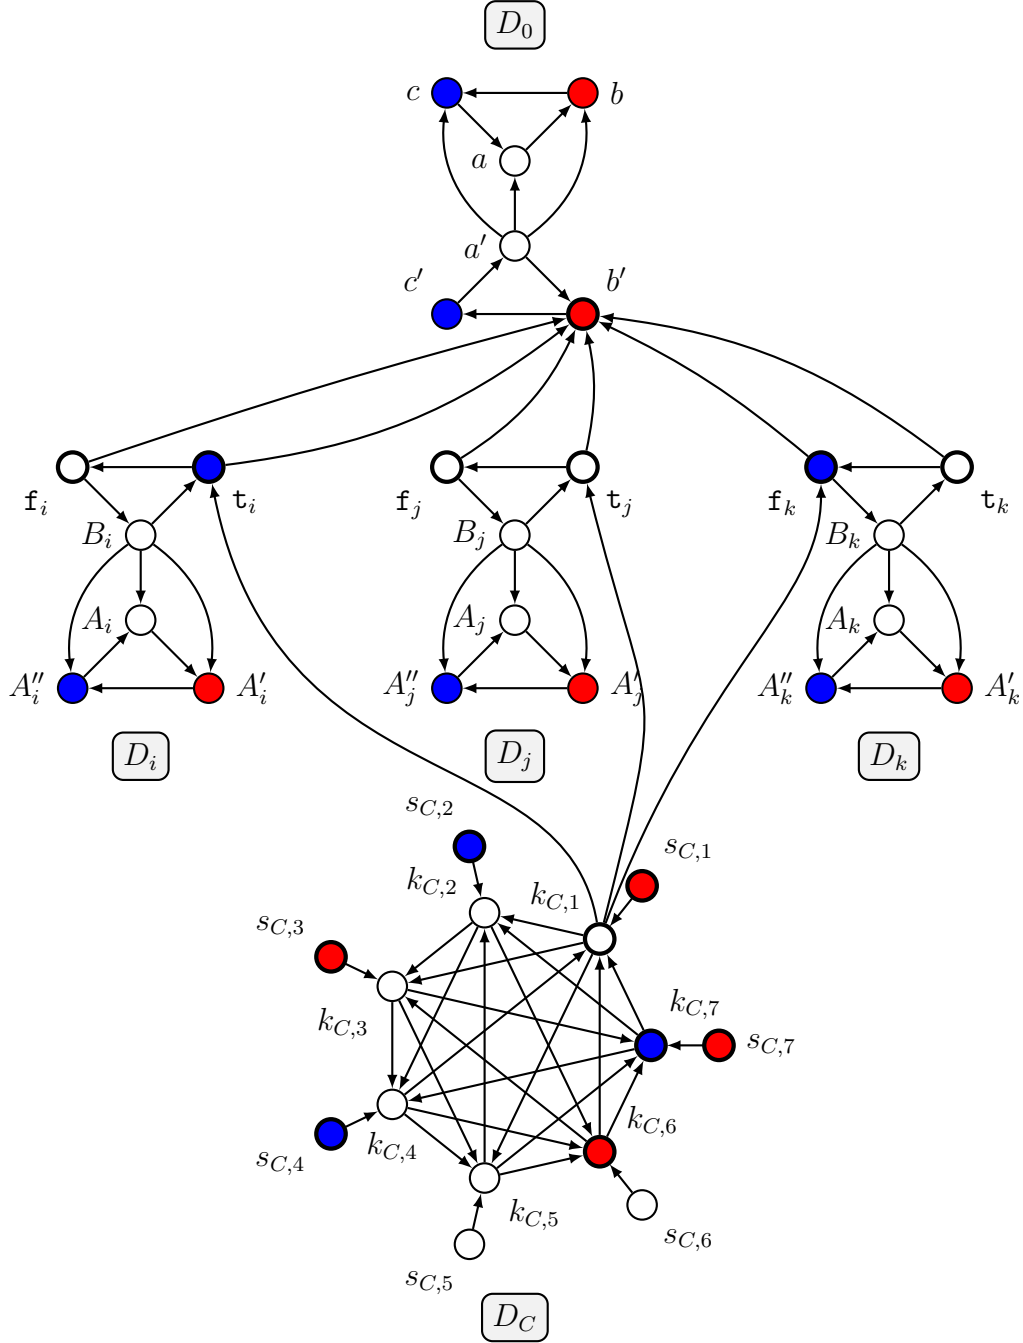 D_0
c
b
a
a′
c′
b′
f_i
t_i
f_j
t_j
f_k
t_k
B_i
B_j
B_k
A_i
A_j
A_k
A″_i
A′_i
A″_j
A′_j
A″_k
A′_k
D_i
D_j
D_k
s_{C,2}
s_{C,1}
k_{C,2}
k_{C,1}
s_{C,3}
k_{C,7}
k_{C,3}
s_{C,7}
k_{C,6}
k_{C,4}
s_{C,4}
k_{C,5}
s_{C,6}
s_{C,5}
D_C